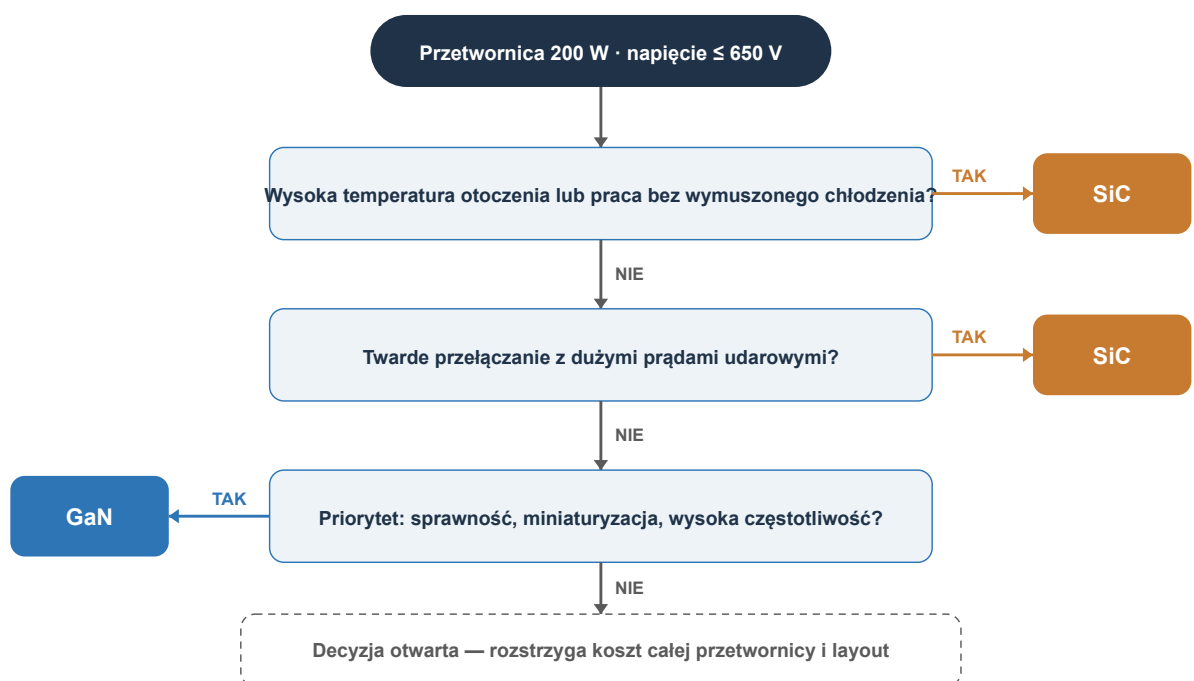 Przetwornica 200 W · napięcie ≤ 650 V
Wysoka temperatura otoczenia lub praca bez wymuszonego chłodzenia?
TAK
SiC
NIE
Twarde przełączanie z dużymi prądami udarowymi?
TAK
SiC
NIE
GaN
TAK
Priorytet: sprawność, miniaturyzacja, wysoka częstotliwość?
NIE
Decyzja otwarta — rozstrzyga koszt całej przetwornicy i layout